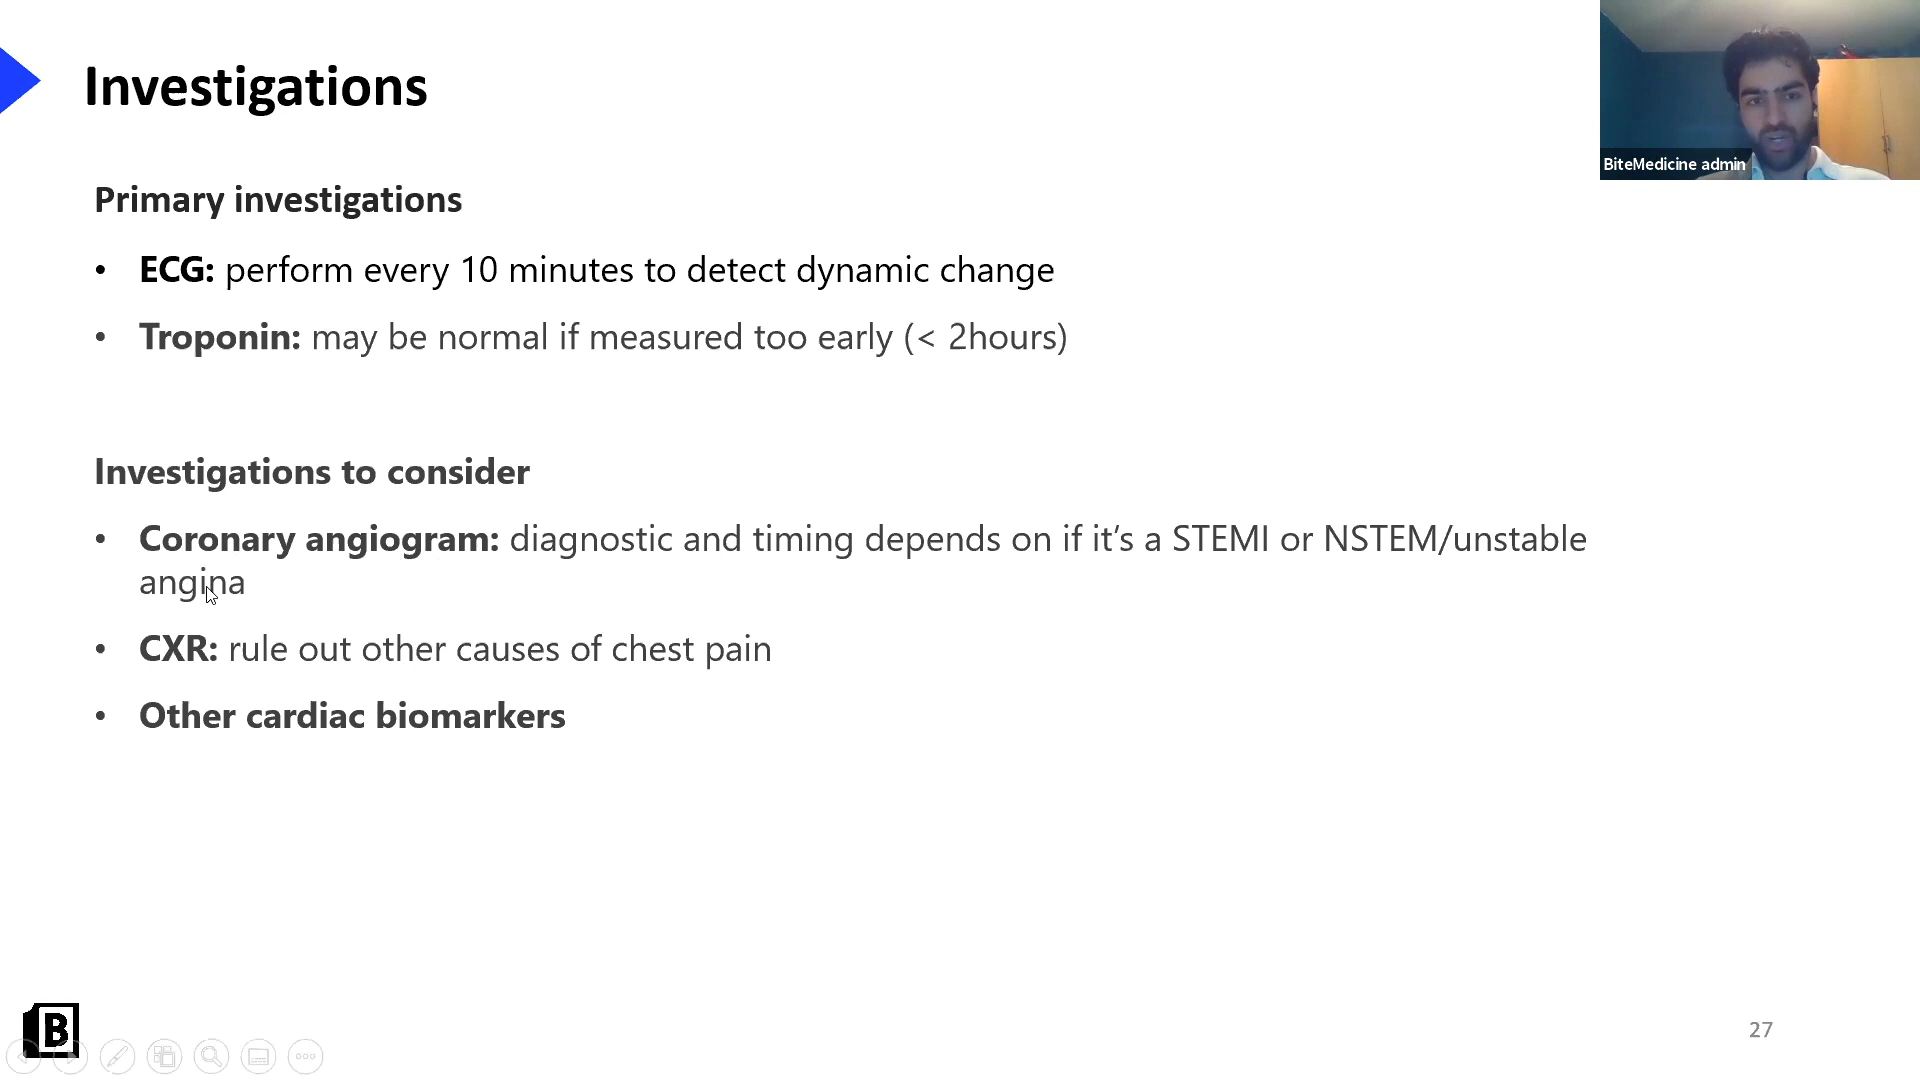 Investigations
BiteMedicine admin
Primary investigations
• ECG: perform every 10 minutes to detect dynamic change
• Troponin: may be normal if measured too early (< 2hours)
Investigations to consider
• Coronary angiogram: diagnostic and timing depends on if it’s a STEMI or NSTEM/unstable
angina
• CXR: rule out other causes of chest pain
• Other cardiac biomarkers
B
27